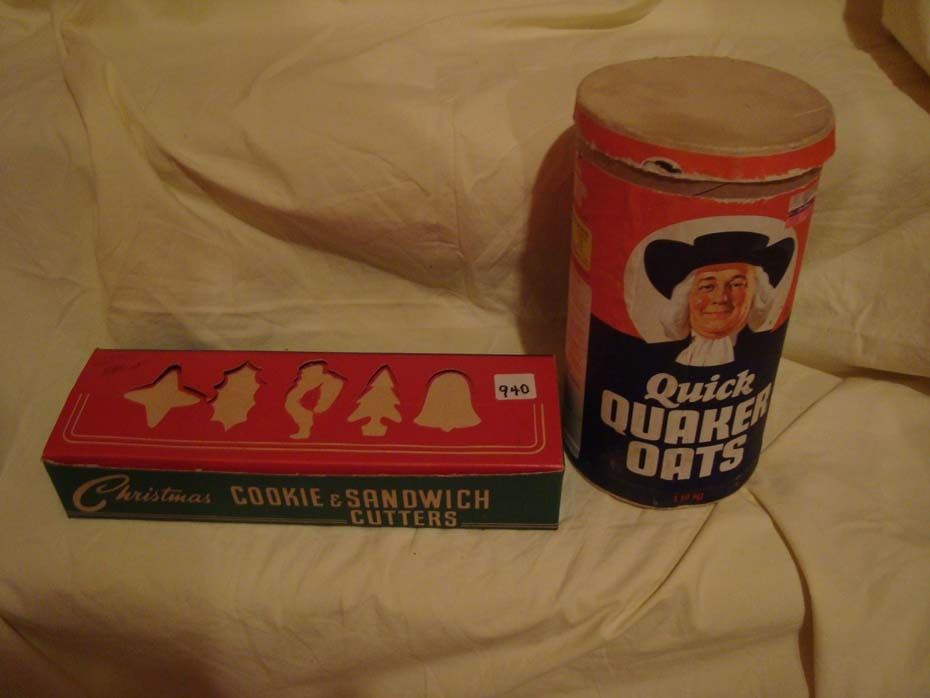 940
Christmas COOKIE & SANDWICH
CUTTERS
Quick
QUAKER
OATS